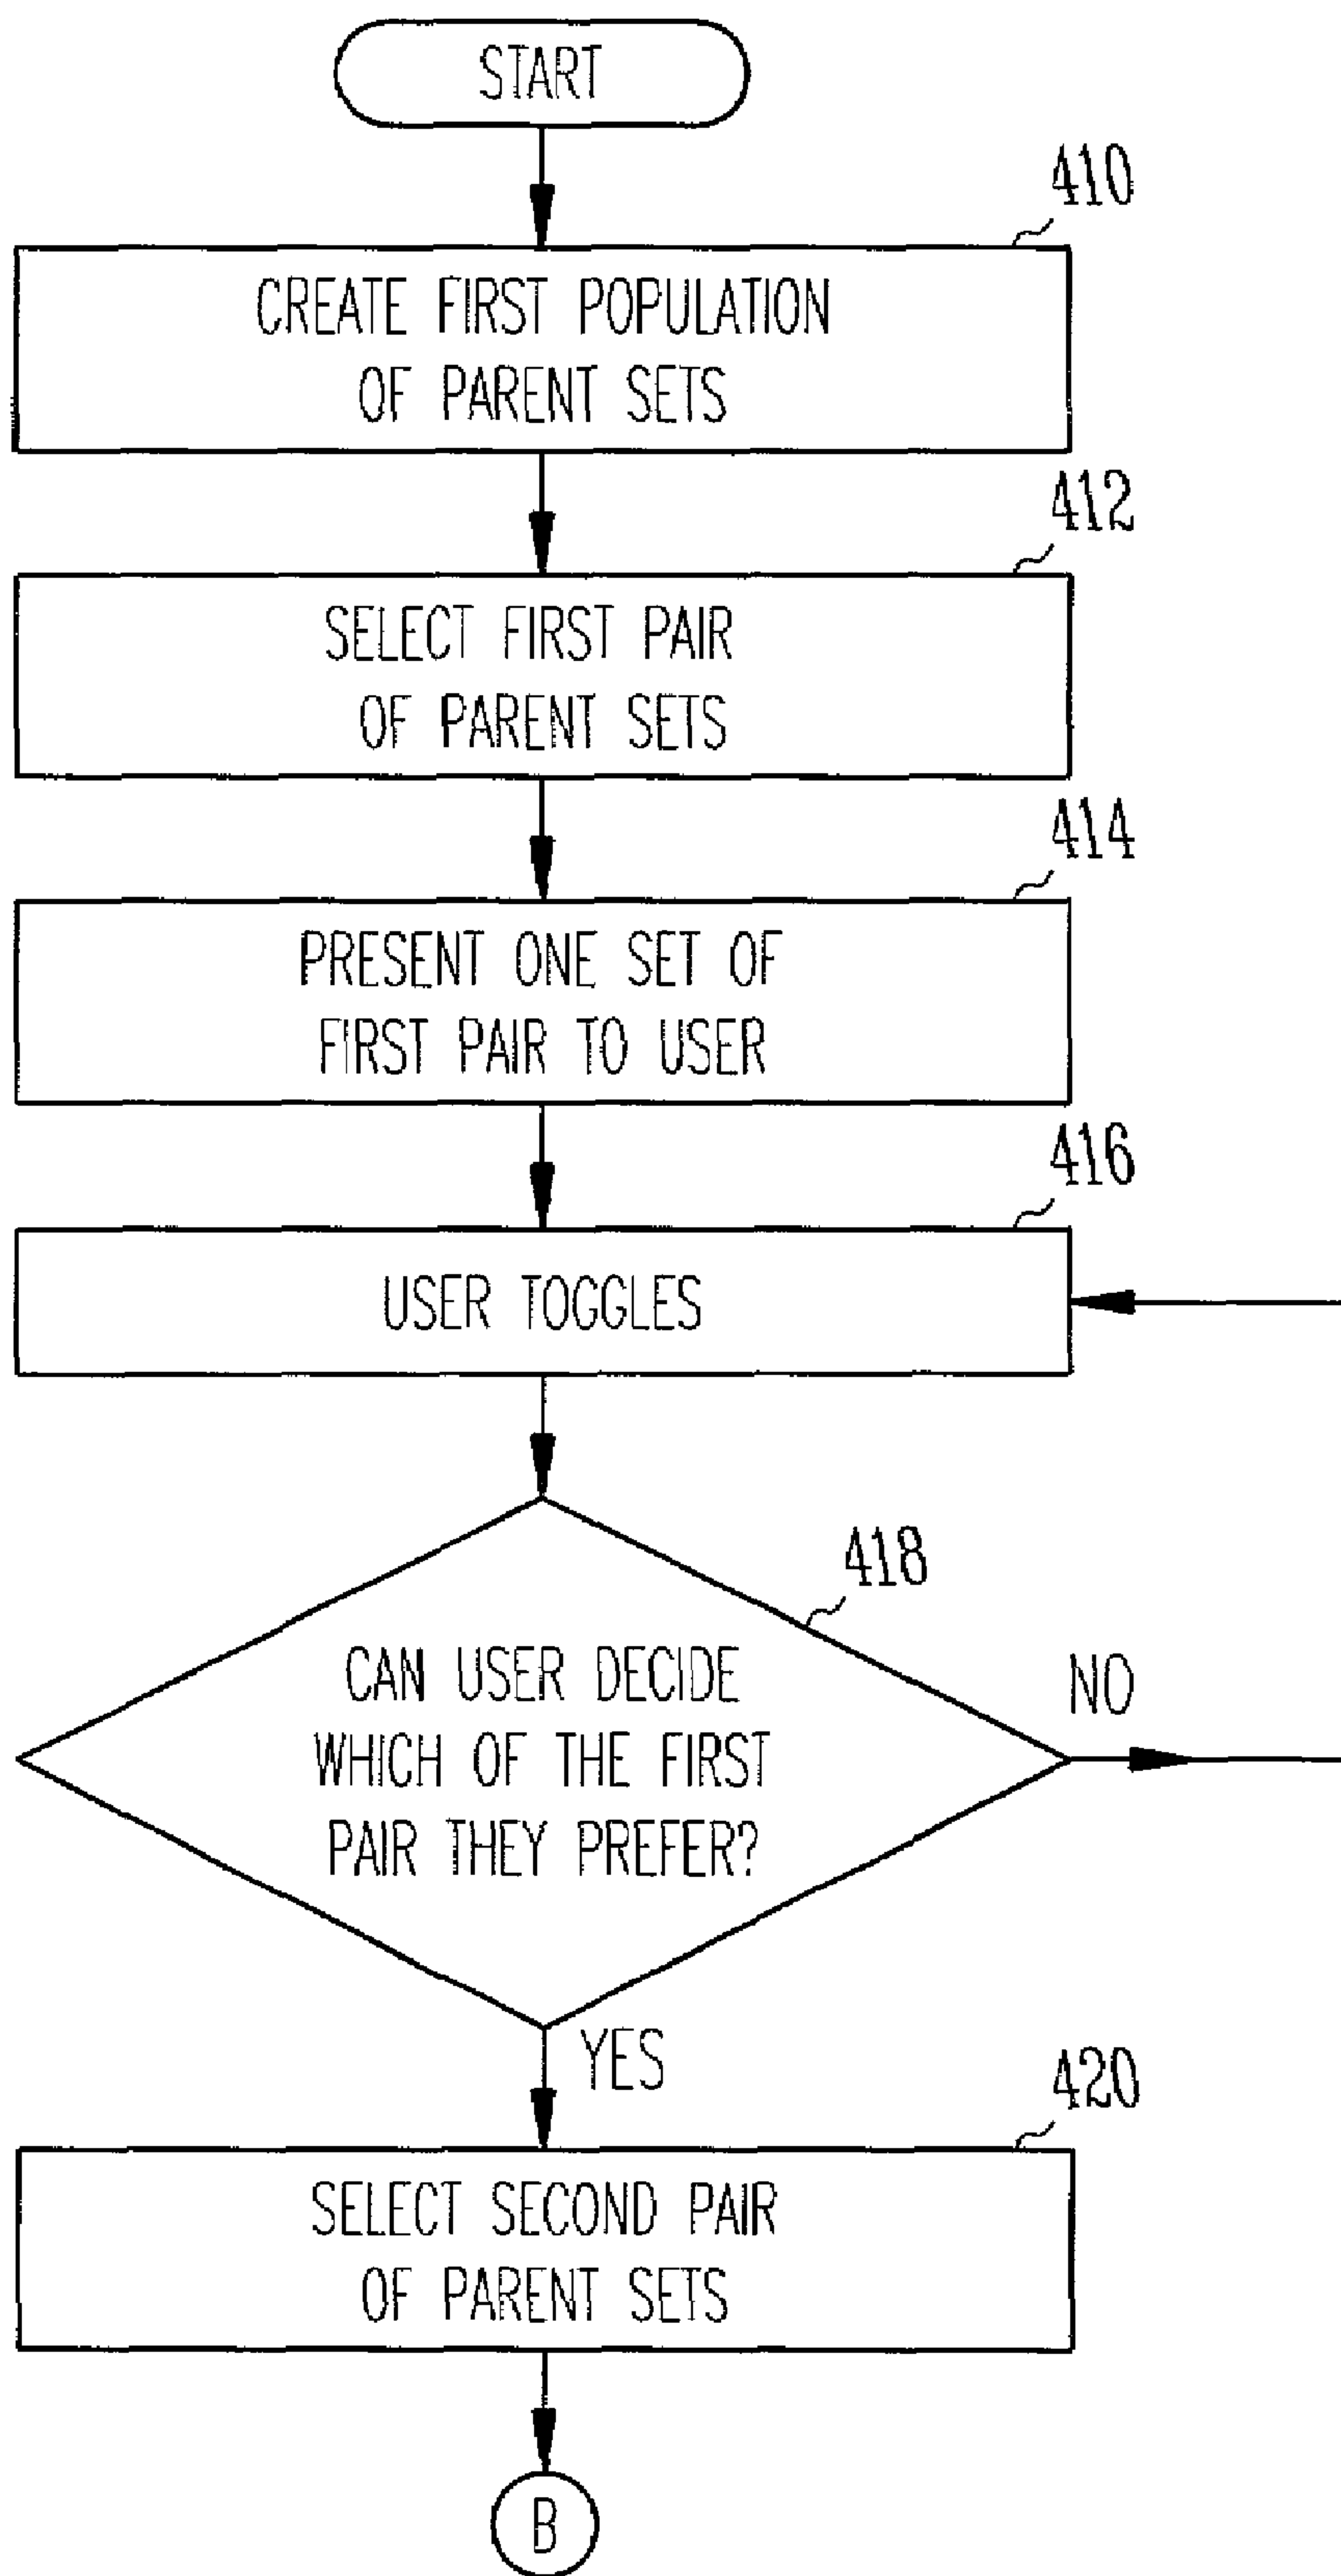 START
410
CREATE FIRST POPULATION
OF PARENT SETS
412
SELECT FIRST PAIR
OF PARENT SETS
414
PRESENT ONE SET OF
FIRST PAIR TO USER
416
USER TOGGLES
418
CAN USER DECIDE
WHICH OF THE FIRST
PAIR THEY PREFER?
NO
YES
420
SELECT SECOND PAIR
OF PARENT SETS
B